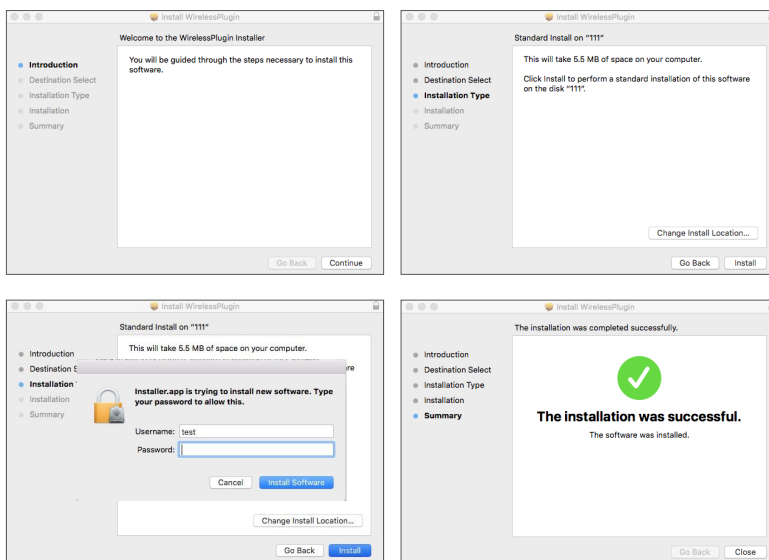 Install WirelessPlugin
Welcome to the WirelessPlugin Installer
Introduction
Destination Select
Installation Type
Installation
Summary
You will be guided through the steps necessary to install this
software.
Go Back
Continue
Install WirelessPlugin
Standard Install on "111"
Introduction
Destination Select
Installation Type
Installation
Summary
This will take 5.5 MB of space on your computer.
Click Install to perform a standard installation of this software
on the disk "111".
Change Install Location...
Go Back
Install
Install WirelessPlugin
Standard Install on "111"
Introduction
Destination S
Installation
Installation
Summary
This will take 5.5 MB of space on your computer.
re
Installer.app is trying to install new software. Type
your password to allow this.
Username: test
Password:
Cancel
Install Software
Change Install Location...
Go Back
Install
Install WirelessPlugin
The installation was completed successfully.
Introduction
Destination Select
Installation Type
Installation
Summary
The installation was successful.
The software was installed.
Go Back
Close